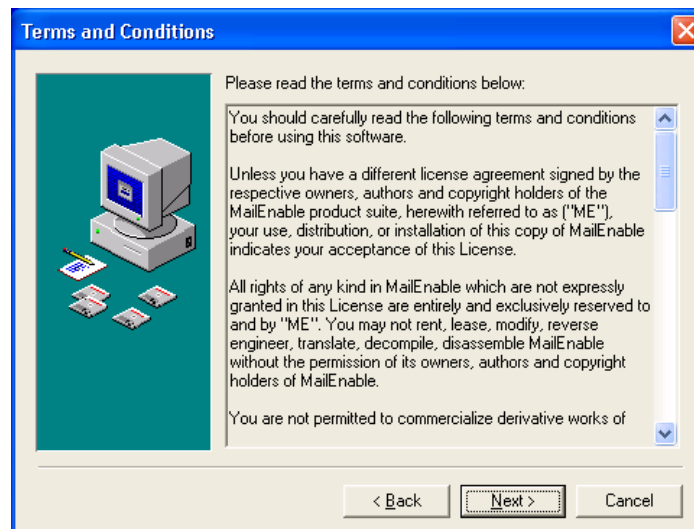 Terms and Conditions
Please read the terms and conditions below:
You should carefully read the following terms and conditions
before using this software.
Unless you have a different license agreement signed by the
respective owners, authors and copyright holders of the
MailEnable product suite, herewith referred to as ("ME"),
your use, distribution, or installation of this copy of MailEnable
indicates your acceptance of this License.
All rights of any kind in MailEnable which are not expressly
granted in this License are entirely and exclusively reserved to
and by "ME". You may not rent, lease, modify, reverse
engineer, translate, decompile, disassemble MailEnable
without the permission of its owners, authors and copyright
holders of MailEnable.
You are not permitted to commercialize derivative works of
< Back
Next >
Cancel